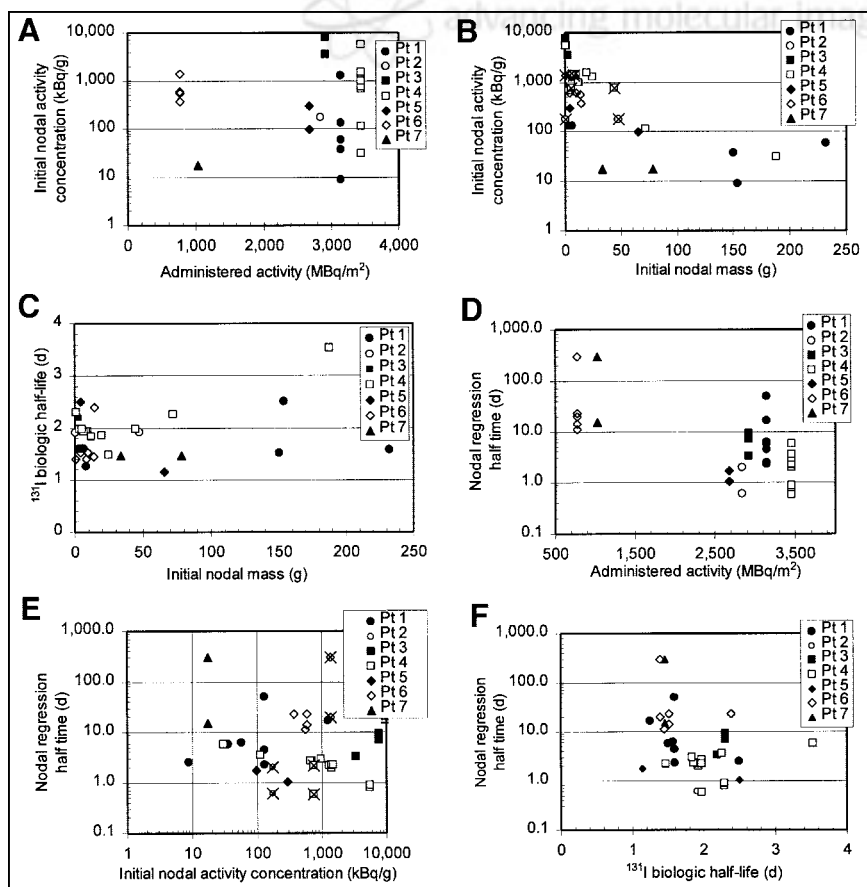 advancing molecular imag
A
10,000
1,000
100
10
1
Initial nodal activity
concentration (kBq/g)
0
1,000
2,000
3,000
4,000
Administered activity (MBq/m²)
Pt 1
Pt 2
Pt 3
Pt 4
Pt 5
Pt 6
Pt 7
B
10,000
1,000
100
10
1
Initial nodal activity
concentration (kBq/g)
0
50
100
150
200
250
Initial nodal mass (g)
Pt 1
Pt 2
Pt 3
Pt 4
Pt 5
Pt 6
Pt 7
C
4
3
2
1
0
¹³¹I biologic half-life (d)
0
50
100
150
200
250
Initial nodal mass (g)
Pt 1
Pt 2
Pt 3
Pt 4
Pt 5
Pt 6
Pt 7
D
1,000.0
100.0
10.0
1.0
0.1
Nodal regression
half time (d)
500
1,500
2,500
3,500
Administered activity (MBq/m²)
Pt 1
Pt 2
Pt 3
Pt 4
Pt 5
Pt 6
Pt 7
E
1,000.0
100.0
10.0
1.0
0.1
Nodal regression
half time (d)
1
10
100
1,000
10,000
Initial nodal activity concentration (kBq/g)
Pt 1
Pt 2
Pt 3
Pt 4
Pt 5
Pt 6
Pt 7
F
1,000.0
100.0
10.0
1.0
0.1
Nodal regression
half time (d)
0
1
2
3
4
¹³¹I biologic half-life (d)
Pt 1
Pt 2
Pt 3
Pt 4
Pt 5
Pt 6
Pt 7